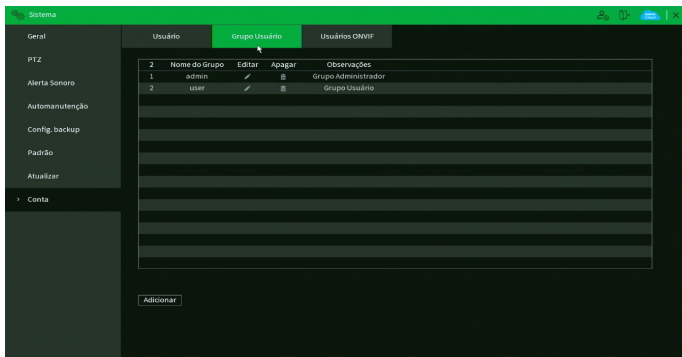 Sistema
Geral
PTZ
Alerta Sonoro
Automanutenção
Config. backup
Padrão
Atualizar
Conta
Usuário Grupo Usuário Usuários ONVIF
2 Nome do Grupo Editar Apagar Observações
1 admin Grupo Administrador
2 user Grupo Usuário
Adicionar